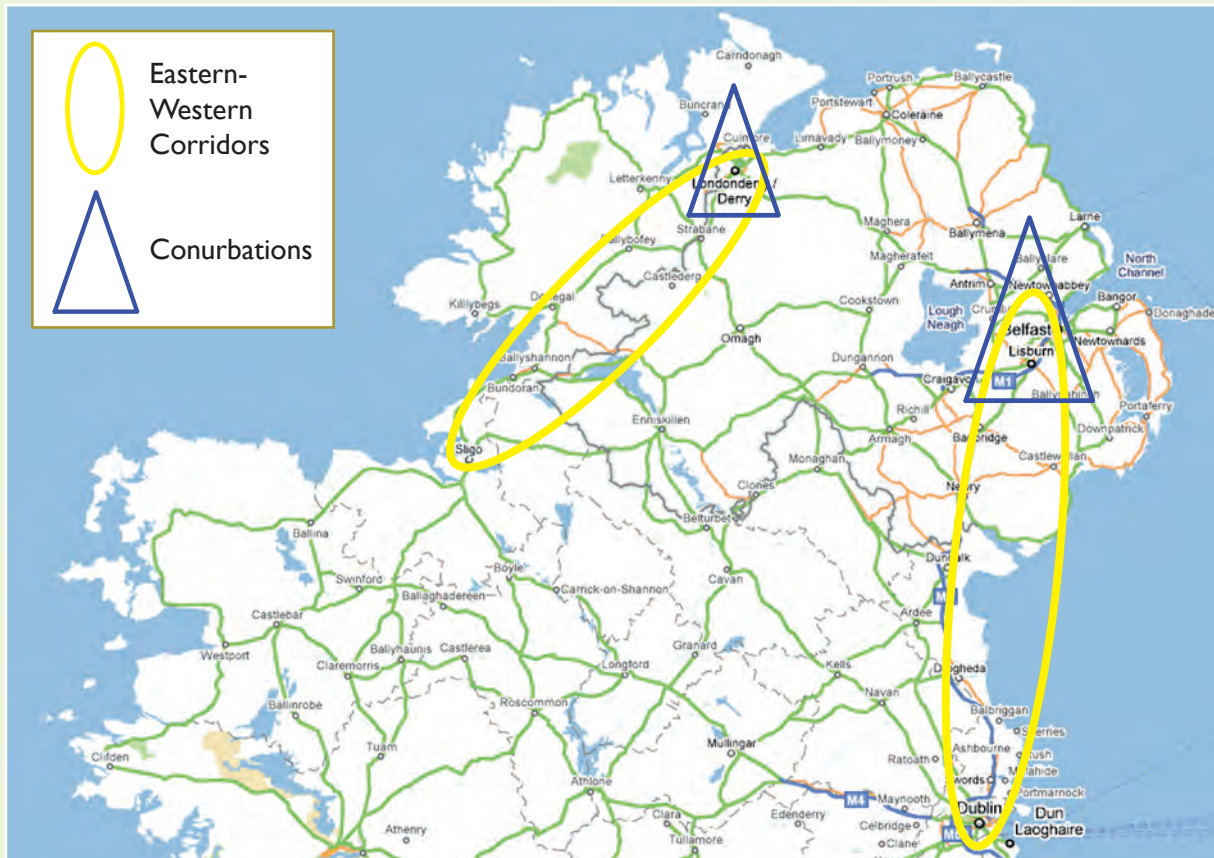 Eastern-
Western
Corridors
Conurbations
Carndonagh
Buncrana
Culmore
Portrush
Ballycastle
Portstewart
Coleraine
Limavady
Ballymoney
Letterkenny
Londonderry
Derry
Strabane
Maghera
Ballymena
Larne
Ballybofey
Castlederg
Magherafelt
Ballyclare
North
Channel
Antrim
Newtownabbey
Bangor
Donaghadee
Killybegs
Donegal
Cookstown
Lough
Neagh
Belfast
Newtownards
Omagh
Lisburn
Ballyshannon
Dungannon
Bundoran
Craigavon
M1
Ballynahinch
Richill
Portaferry
Enniskillen
Armagh
Banbridge
Downpatrick
Sligo
Monaghan
Castlewellan
Clones
Newry
Ballina
Belturbet
Dundalk
Swinford
Boyle
Cavan
Ballaghadereen
Carrick-on-Shannon
Castlebar
Ardee
Westport
Ballyhaunis
Castlerea
Granard
Claremorris
Longford
Kells
Drogheda
Ballinrobe
Roscommon
Navan
Balbriggan
Skerries
Clifden
Tuam
Mullingar
Ratoath
Ashbourne
Rush
Athlone
Swords
Malahide
M4
Maynooth
Portmarnock
Athenry
Clara
Edenderry
Celbridge
Dublin
Dun
Laoghaire
Tullamore
Clane